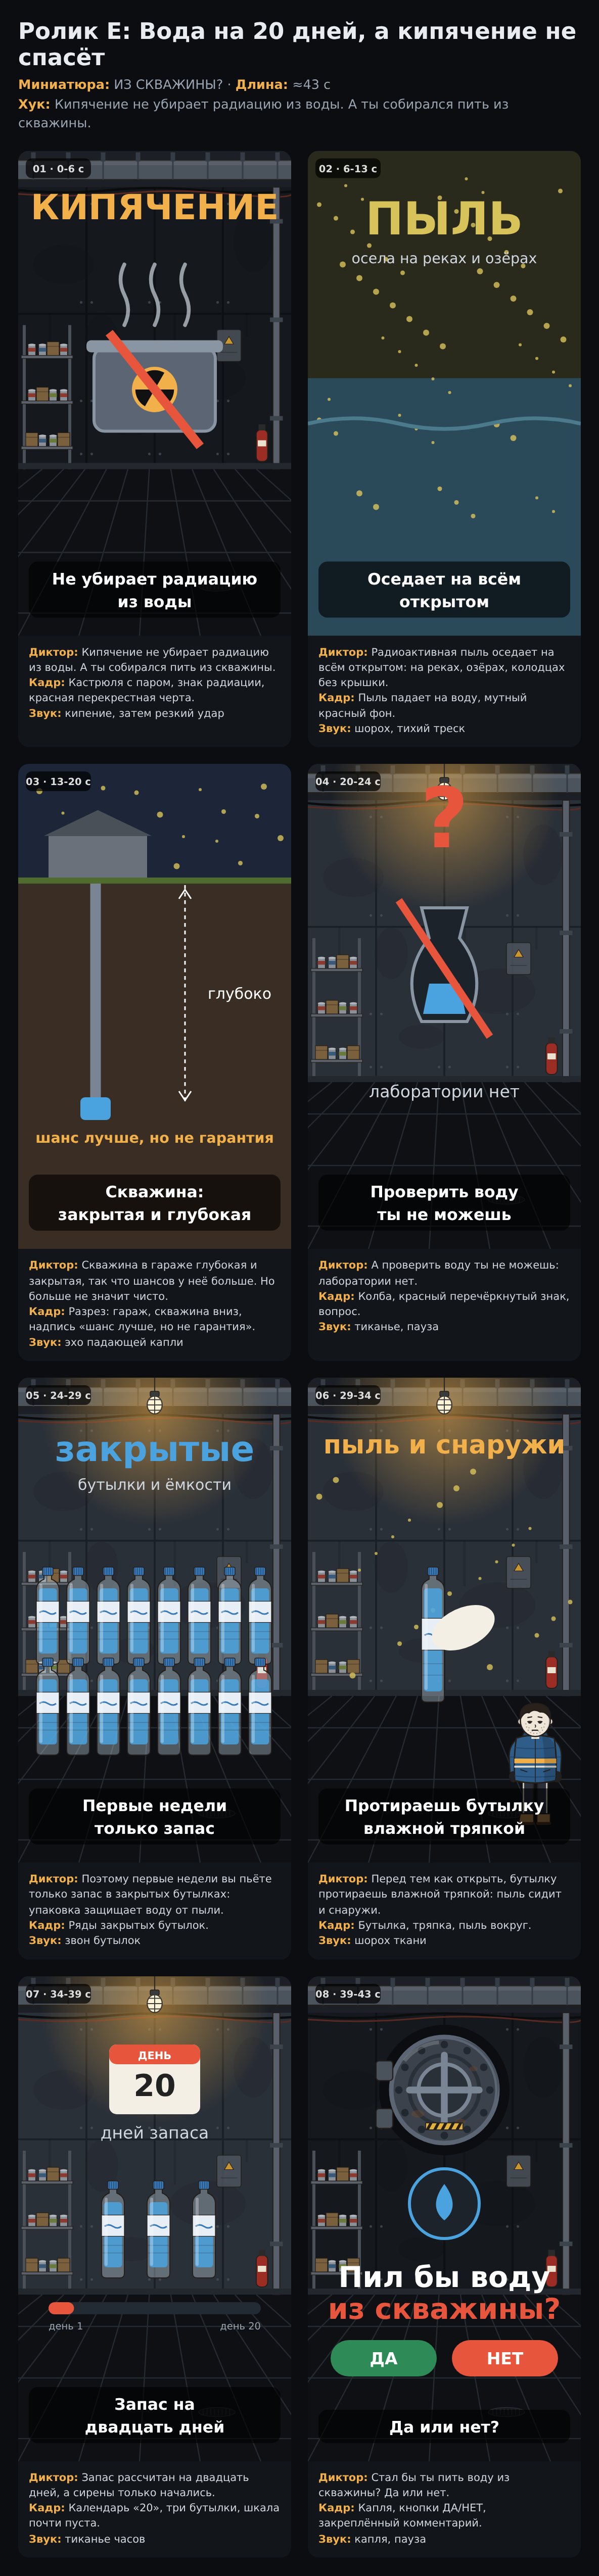 Ролик E: Вода на 20 дней, а кипячение не
спасёт
Миниатюра: ИЗ СКВАЖИНЫ? · Длина: ≈43 с
Хук: Кипячение не убирает радиацию из воды. А ты собирался пить из
скважины.
01 · 0-6 с
КИПЯЧЕНИЕ
Не убирает радиацию
из воды
Диктор: Кипячение не убирает радиацию
из воды. А ты собирался пить из скважины.
Кадр: Кастрюля с паром, знак радиации,
красная перекрестная черта.
Звук: кипение, затем резкий удар
02 · 6-13 с
ПЫЛЬ
осела на реках и озёрах
Оседает на всём
открытом
Диктор: Радиоактивная пыль оседает на
всём открытом: на реках, озёрах, колодцах
без крышки.
Кадр: Пыль падает на воду, мутный
красный фон.
Звук: шорох, тихий треск
03 · 13-20 с
глубоко
шанс лучше, но не гарантия
Скважина:
закрытая и глубокая
Диктор: Скважина в гараже глубокая и
закрытая, так что шансов у неё больше. Но
больше не значит чисто.
Кадр: Разрез: гараж, скважина вниз,
надпись «шанс лучше, но не гарантия».
Звук: эхо падающей капли
04 · 20-24 с
?
лаборатории нет
Проверить воду
ты не можешь
Диктор: А проверить воду ты не можешь:
лаборатории нет.
Кадр: Колба, красный перечёркнутый знак,
вопрос.
Звук: тиканье, пауза
05 · 24-29 с
закрытые
бутылки и ёмкости
Первые недели
только запас
Диктор: Поэтому первые недели вы пьёте
только запас в закрытых бутылках:
упаковка защищает воду от пыли.
Кадр: Ряды закрытых бутылок.
Звук: звон бутылок
06 · 29-34 с
пыль и снаружи
Протираешь бутылку
влажной тряпкой
Диктор: Перед тем как открыть, бутылку
протираешь влажной тряпкой: пыль сидит
и снаружи.
Кадр: Бутылка, тряпка, пыль вокруг.
Звук: шорох ткани
07 · 34-39 с
ДЕНЬ
20
дней запаса
день 1
день 20
Запас на
двадцать дней
Диктор: Запас рассчитан на двадцать
дней, а сирены только начались.
Кадр: Календарь «20», три бутылки, шкала
почти пуста.
Звук: тиканье часов
08 · 39-43 с
Пил бы воду
из скважины?
ДА
НЕТ
Да или нет?
Диктор: Стал бы ты пить воду из
скважины? Да или нет.
Кадр: Капля, кнопки ДА/НЕТ,
закреплённый комментарий.
Звук: капля, пауза